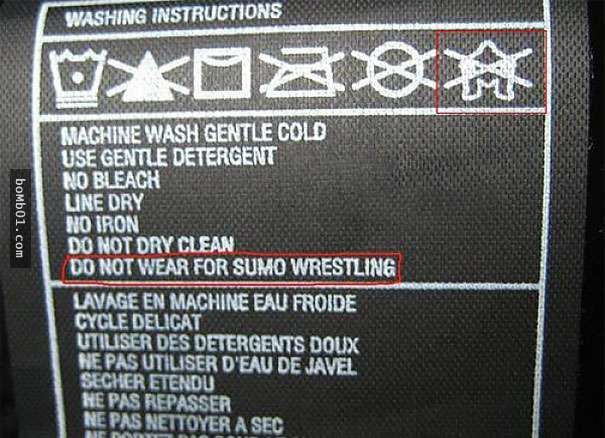 WASHING INSTRUCTIONS
MACHINE WASH GENTLE COLD
USE GENTLE DETERGENT
NO BLEACH
LINE DRY
NO IRON
DO NOT DRY CLEAN
DO NOT WEAR FOR SUMO WRESTLING
LAVAGE EN MACHINE EAU FROIDE
CYCLE DELICAT
UTILISER DES DETERGENTS DOUX
NE PAS UTILISER D'EAU DE JAVEL
SECHER ETENDU
NE PAS REPASSER
NE PAS NETTOYER A SEC
boMb01.com